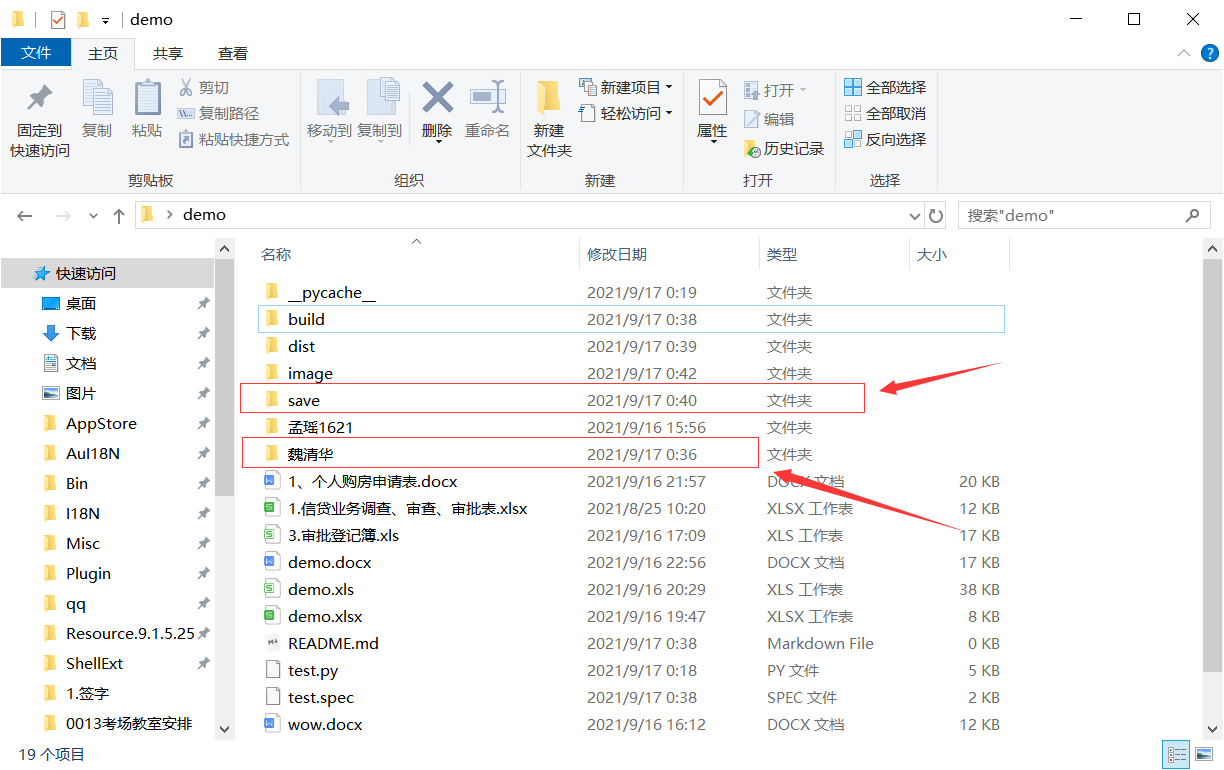 demo
文件 主页 共享 查看
固定到快速访问 复制 粘贴 剪切 复制路径 粘贴快捷方式
移动到 复制到 删除 重命名
新建文件夹 新建项目 轻松访问
属性 打开 编辑 历史记录
全部选择 全部取消 反向选择
剪贴板 组织 新建 打开 选择
demo 搜索"demo"
名称 修改日期 类型 大小
快速访问
桌面
下载
文档
图片
AppStore
AuI18N
Bin
I18N
Misc
Plugin
qq
Resource.9.1.5.25
ShellExt
1.签字
0013考场教室安排
__pycache__ 2021/9/17 0:19 文件夹
build 2021/9/17 0:38 文件夹
dist 2021/9/17 0:39 文件夹
image 2021/9/17 0:42 文件夹
save 2021/9/17 0:40 文件夹
孟瑶1621 2021/9/16 15:56 文件夹
魏清华 2021/9/17 0:36 文件夹
1、个人购房申请表.docx 2021/9/16 21:57 DOCX 文档 20 KB
1.信贷业务调查、审查、审批表.xlsx 2021/8/25 10:20 XLSX 工作表 12 KB
3.审批登记簿.xls 2021/9/16 17:09 XLS 工作表 17 KB
demo.docx 2021/9/16 22:56 DOCX 文档 17 KB
demo.xls 2021/9/16 20:29 XLS 工作表 38 KB
demo.xlsx 2021/9/16 19:47 XLSX 工作表 8 KB
README.md 2021/9/17 0:38 Markdown File 0 KB
test.py 2021/9/17 0:18 PY 文件 5 KB
test.spec 2021/9/17 0:38 SPEC 文件 2 KB
wow.docx 2021/9/16 16:12 DOCX 文档 12 KB
19 个项目